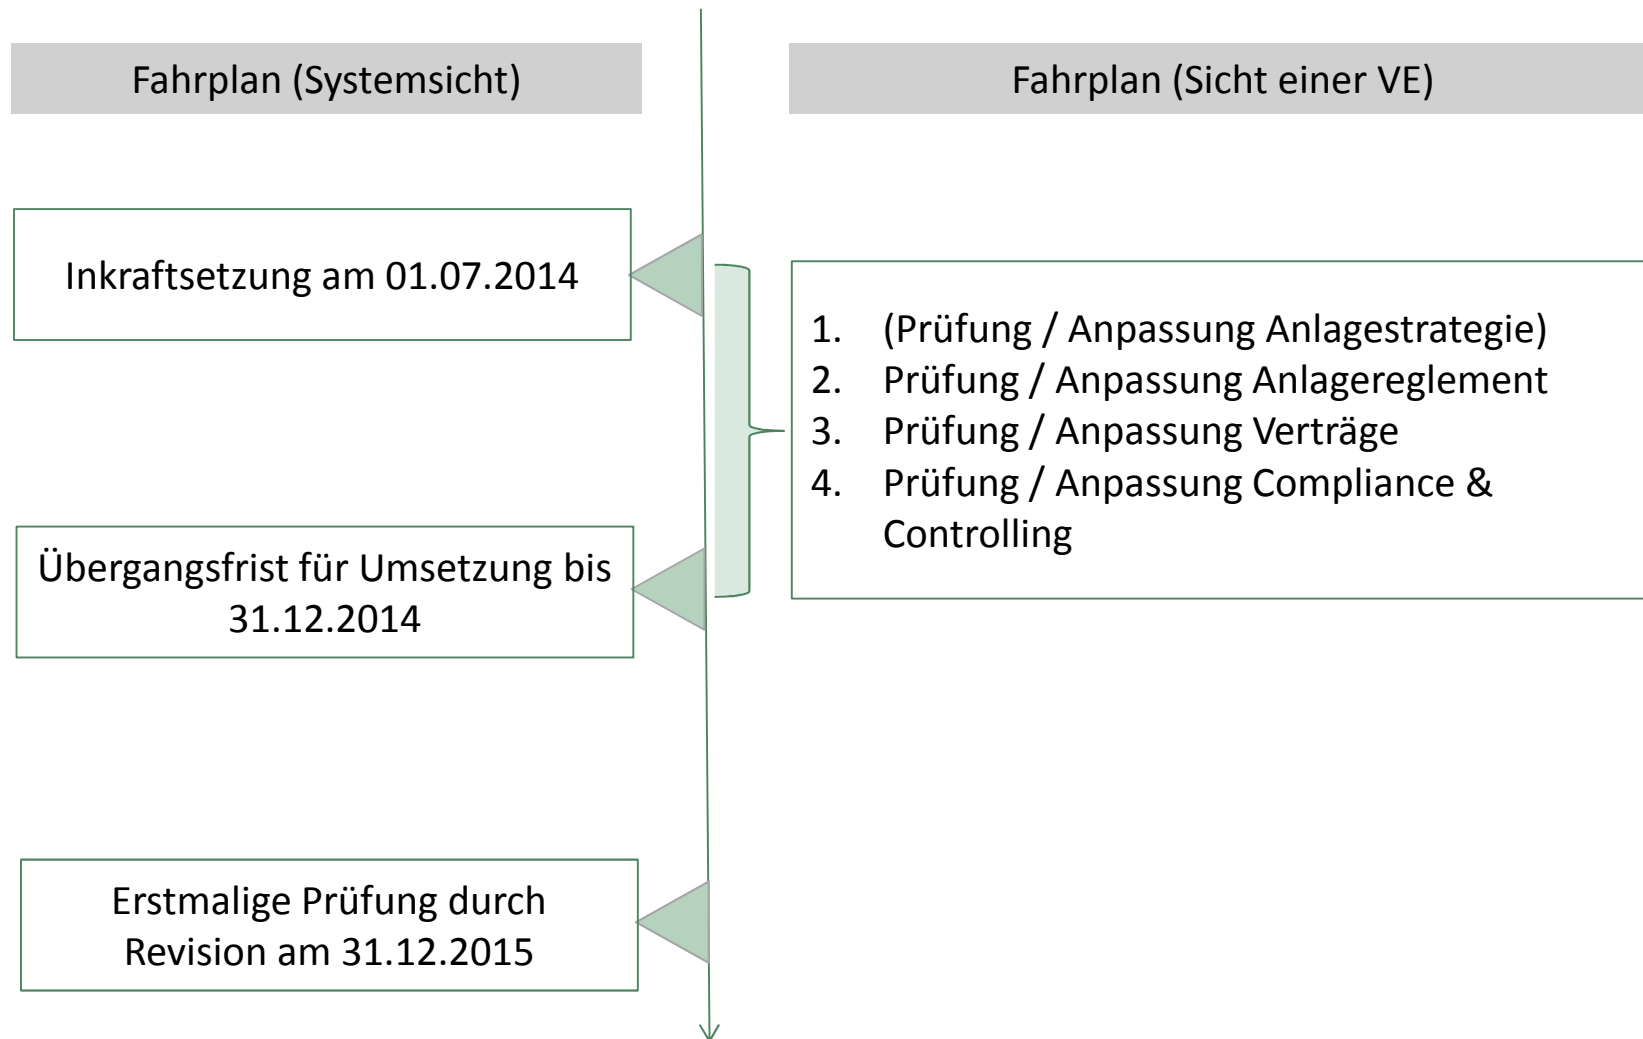 Fahrplan (Systemsicht)
Fahrplan (Sicht einer VE)
Inkraftsetzung am 01.07.2014
1. (Prüfung / Anpassung Anlagestrategie)
2. Prüfung / Anpassung Anlagereglement
3. Prüfung / Anpassung Verträge
4. Prüfung / Anpassung Compliance &
Controlling
Übergangsfrist für Umsetzung bis
31.12.2014
Erstmalige Prüfung durch
Revision am 31.12.2015